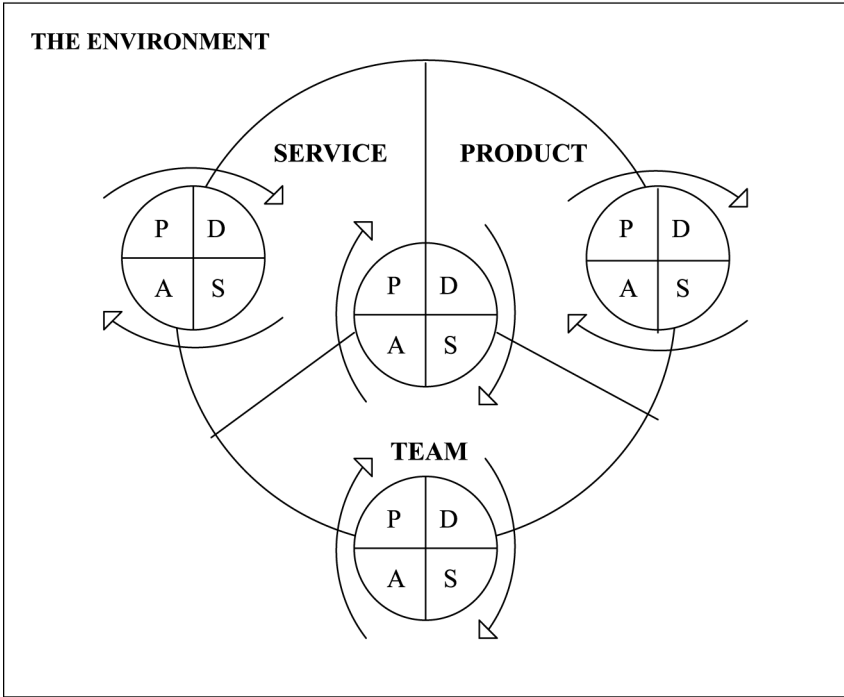 THE ENVIRONMENT
SERVICE
PRODUCT
P D
A S
P D
A S
P D
A S
TEAM
P D
A S